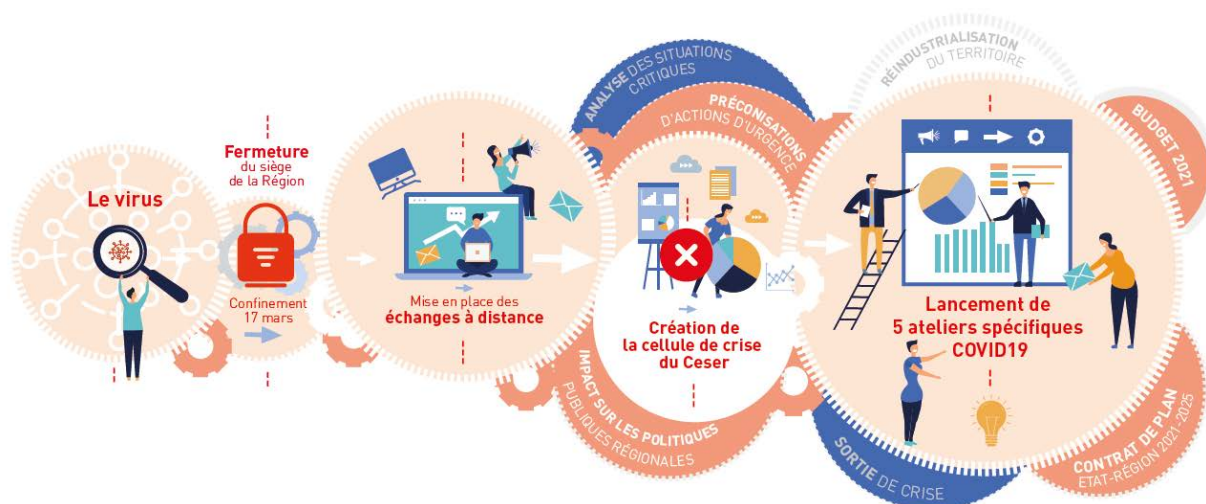 Le virus
Fermeture
du siège
de la Région
Confinement
17 mars
Mise en place des
échanges à distance
ANALYSE DES SITUATIONS
CRITIQUES
PRÉCONISATIONS
D'ACTIONS D'URGENCE
Création de
la cellule de crise
du Ceser
IMPACT SUR LES POLITIQUES
PUBLIQUES RÉGIONALES
RÉINDUSTRIALISATION
DU TERRITOIRE
BUDGET 2021
Lancement de
5 ateliers spécifiques
COVID19
SORTIE DE CRISE
CONTRAT DE PLAN
ETAT-RÉGION 2021-2025